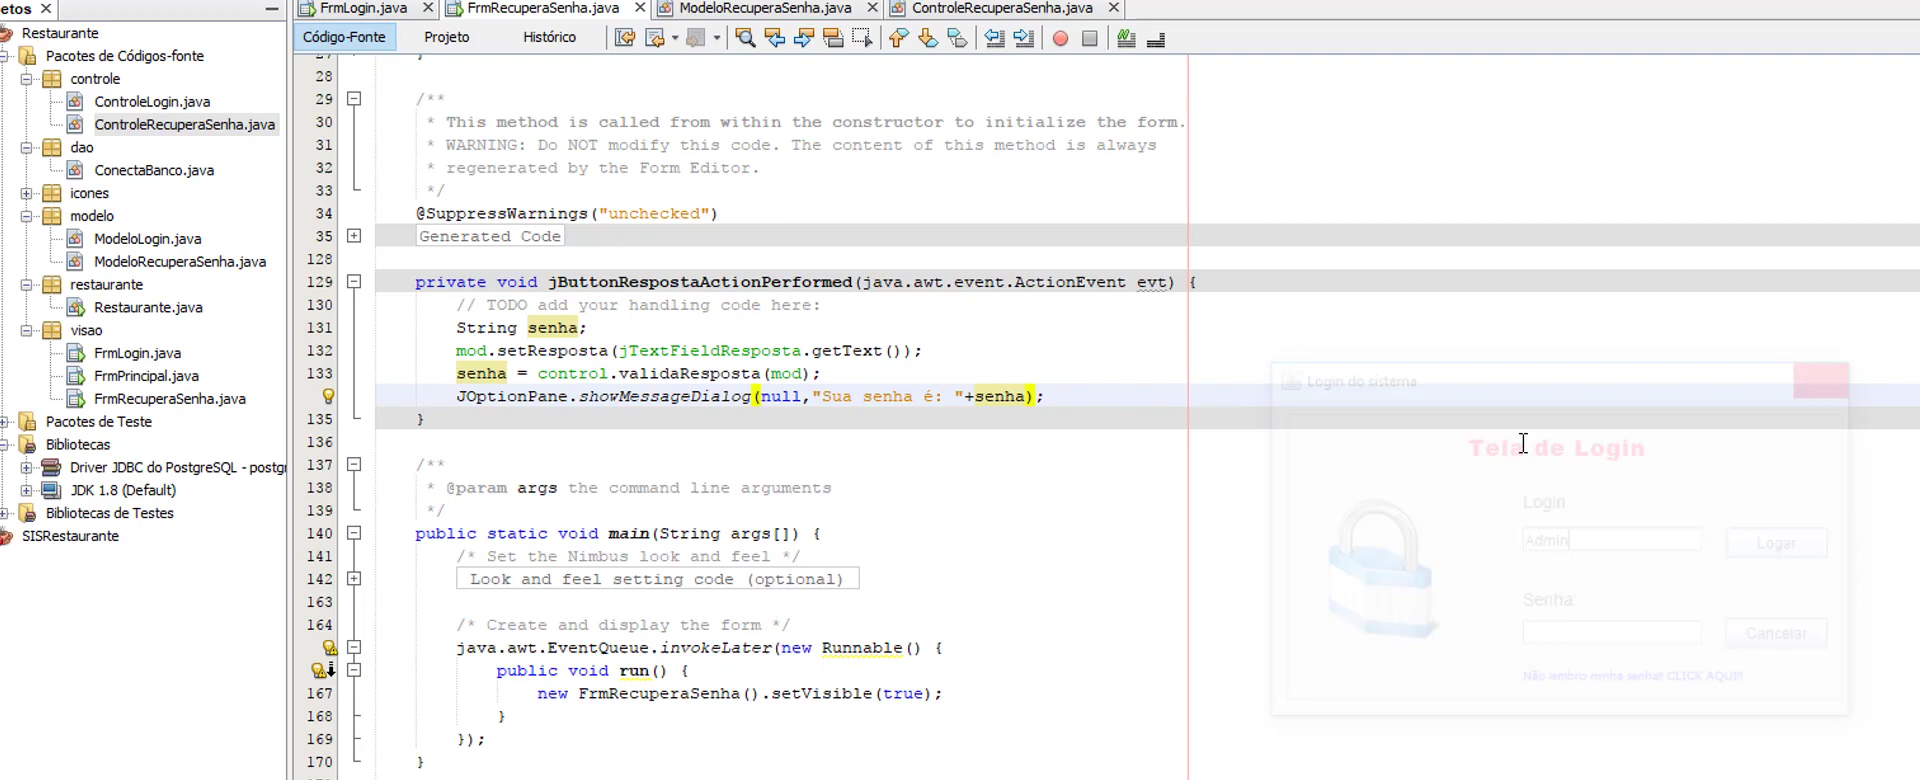 etos
Restaurante
Pacotes de Códigos-fonte
controle
ControleLogin.java
ControleRecuperaSenha.java
dao
ConectaBanco.java
icones
modelo
ModeloLogin.java
ModeloRecuperaSenha.java
restaurante
Restaurante.java
visao
FrmLogin.java
FrmPrincipal.java
FrmRecuperaSenha.java
Pacotes de Teste
Bibliotecas
Driver JDBC do PostgreSQL - postg
JDK 1.8 (Default)
Bibliotecas de Testes
SISRestaurante
FrmLogin.java FrmRecuperaSenha.java ModeloRecuperaSenha.java ControleRecuperaSenha.java
Código-Fonte Projeto Histórico
28
29 /**
30 * This method is called from within the constructor to initialize the form.
31 * WARNING: Do NOT modify this code. The content of this method is always
32 * regenerated by the Form Editor.
33 */
34 @SuppressWarnings("unchecked")
35 Generated Code
128
129 private void jButtonRespostaActionPerformed(java.awt.event.ActionEvent evt) {
130 // TODO add your handling code here:
131 String senha;
132 mod.setResposta(jTextFieldResposta.getText());
133 senha = control.validaResposta(mod);
JOptionPane.showMessageDialog(null,"Sua senha é: "+senha);
135 }
136
137 /**
138 * @param args the command line arguments
139 */
140 public static void main(String args[]) {
141 /* Set the Nimbus look and feel */
142 Look and feel setting code (optional)
163
164 /* Create and display the form */
java.awt.EventQueue.invokeLater(new Runnable() {
public void run() {
167 new FrmRecuperaSenha().setVisible(true);
168 }
169 });
170 }
Login do sistema
Tela de Login
Login
Admin
Logar
Senha
Cancelar
Não lembro minha senha! CLICK AQUI!